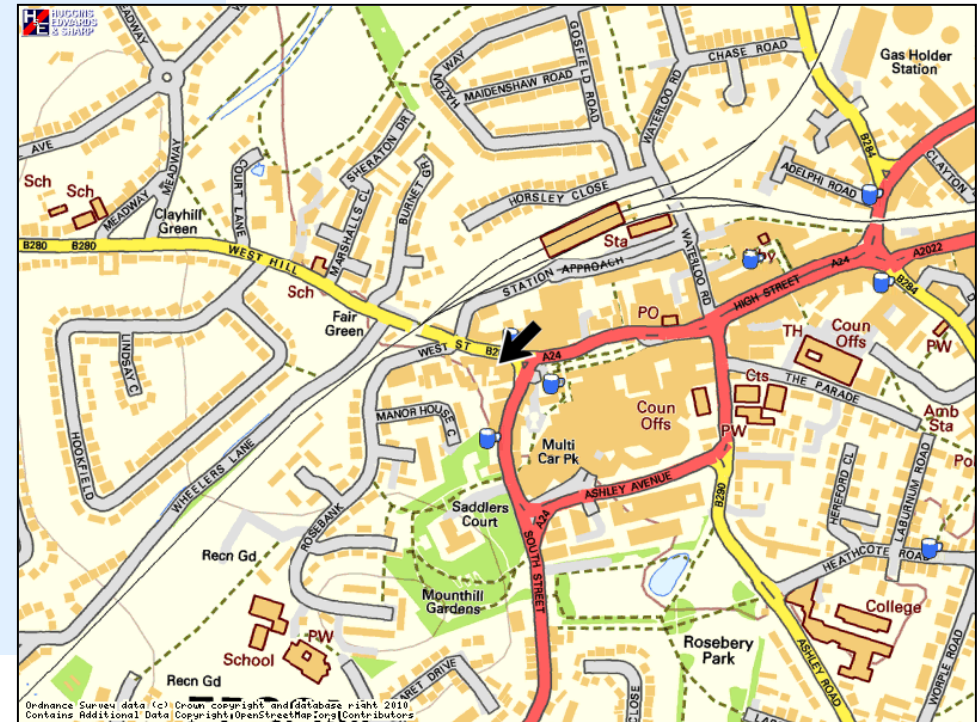 HUGGINS
EDWARDS
& SHARP
EADWAY
HAZON WAY
MAIDENSHAW ROAD
GOSFIELD ROAD
CHASE ROAD
WATERLOO RD
Gas Holder
Station
AVE
MEADWAY
COURT LANE
SHERATON DR
MARSHALLS CL
BURNET GRD
HORSLEY CLOSE
B284
ADELPHI ROAD
CLAYTON
Sch
Sch
MEADWAY
Clayhill
Green
B280
B280
WEST HILL
Sch
Sta
STATION APPROACH
WATERLOO RD
HIGH STREET
A24
A2022
B284
Fair
Green
PO
WEST ST
A24
TH
Coun
Offs
PW
LINDSAY C
HOOKFIELD
MANOR HOUSE C
Coun
Offs
Cts
THE PARADE
PW
Amb
Sta
Po
Multi
Car Pk
WHEELERS LANE
ROSEBANK
ASHLEY AVENUE
A24
B290
HEREFORD CL
LABURNUM ROAD
HEATHCOTE ROAD
Saddlers
Court
SOUTH STREET
Recn Gd
Mounthill
Gardens
College
PW
School
Rosebery
Park
ASHLEY ROAD
WORPLE ROAD
Recn Gd
ARET DRIVE
CLOSE
Ordnance Survey data (c) Crown copyright and database right 2010
Contains Additional Data Copyright OpenStreetMap.org Contributors